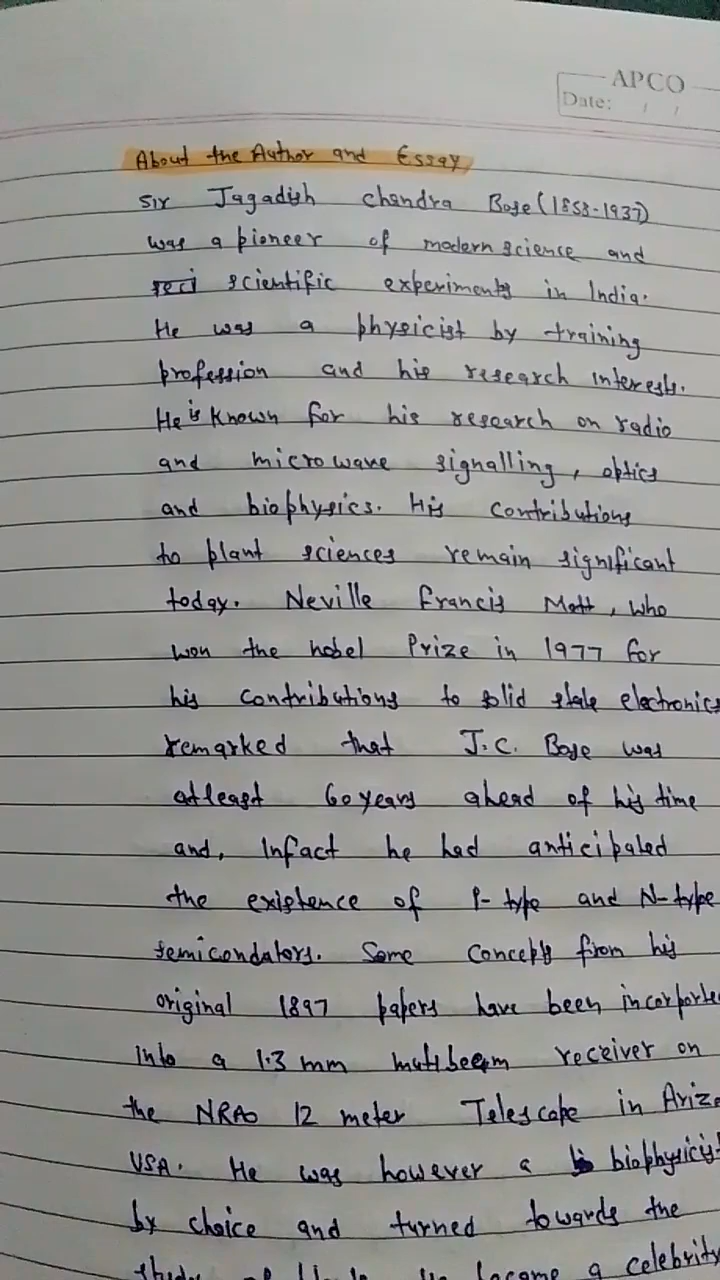 APCO
Date: / /
About the Author and Essay
Sir Jagadish chandra Bose (1858-1937)
was a pioneer of modern science and
scientific experiments in India.
He was a physicist by training
profession and his research interests.
He is known for his research on radio
and microwave signalling, optics
and biophysics. His contributions
to plant sciences remain significant
today. Neville Francis Mott, who
won the nobel Prize in 1977 for
his contributions to solid state electronics
remarked that J.C. Bose was
atleast 60 years ahead of his time
and, Infact he had anticipated
the existence of P-type and N-type
semicondators. Some concepts from his
original 1897 papers have been incorporte
into a 1.3 mm multibeam receiver on
the NRAO 12 meter Telescope in Arizo
USA. He was however a biophysicist
by choice and turned towards the
study of become a celebrity